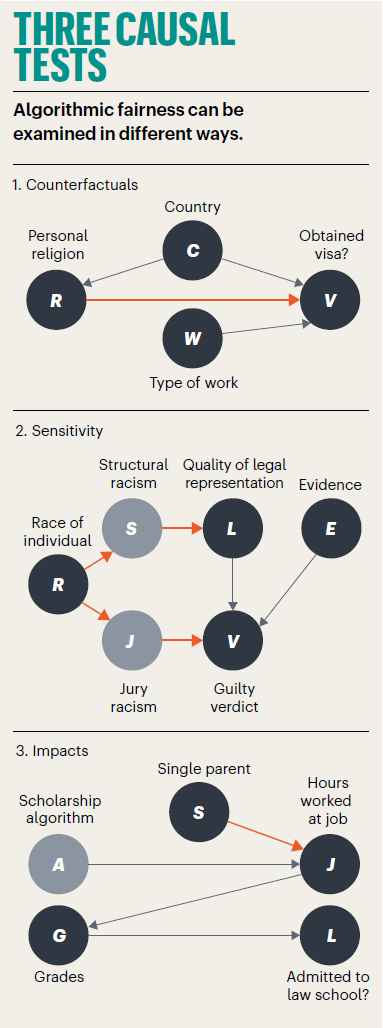 THREE CAUSAL
TESTS
Algorithmic fairness can be
examined in different ways.
1. Counterfactuals
Country
C
Personal
religion
R
Obtained
visa?
V
W
Type of work
2. Sensitivity
Structural
racism
S
Quality of legal
representation
L
Evidence
E
Race of
individual
R
J
Jury
racism
V
Guilty
verdict
3. Impacts
Single parent
S
Scholarship
algorithm
A
Hours
worked
at job
J
G
Grades
L
Admitted to
law school?